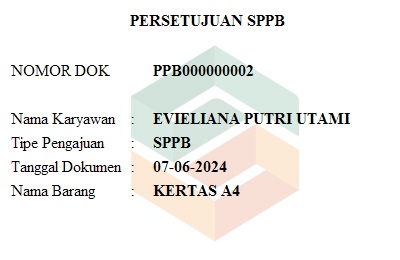 PERSETUJUAN SPPB
NOMOR DOK PPB000000002
Nama Karyawan : EVIELIANA PUTRI UTAMI
Tipe Pengajuan : SPPB
Tanggal Dokumen : 07-06-2024
Nama Barang : KERTAS A4